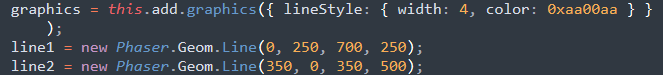 graphics = this.add.graphics({ lineStyle: { width: 4, color: 0xaa00aa } }
);
line1 = new Phaser.Geom.Line(0, 250, 700, 250);
line2 = new Phaser.Geom.Line(350, 0, 350, 500);